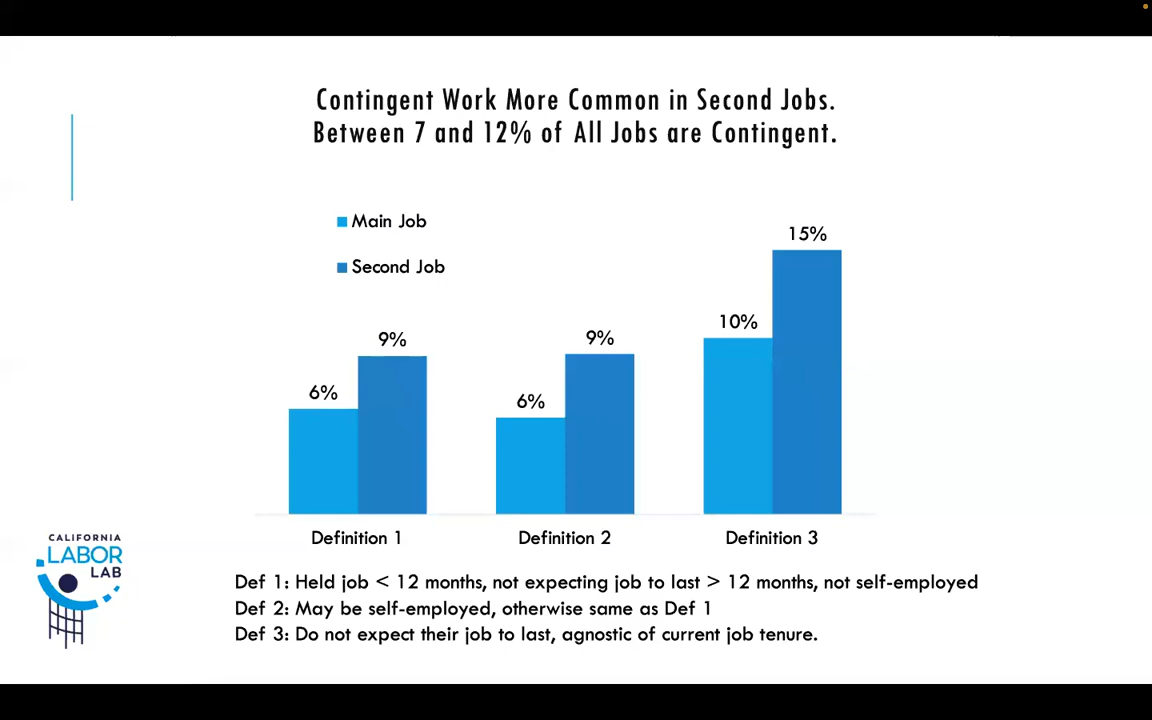 Contingent Work More Common in Second Jobs.
Between 7 and 12% of All Jobs are Contingent.
Main Job
Second Job
6%
9%
6%
9%
10%
15%
Definition 1
Definition 2
Definition 3
Def 1: Held job < 12 months, not expecting job to last > 12 months, not self-employed
Def 2: May be self-employed, otherwise same as Def 1
Def 3: Do not expect their job to last, agnostic of current job tenure.
CALIFORNIA
LABOR
LAB